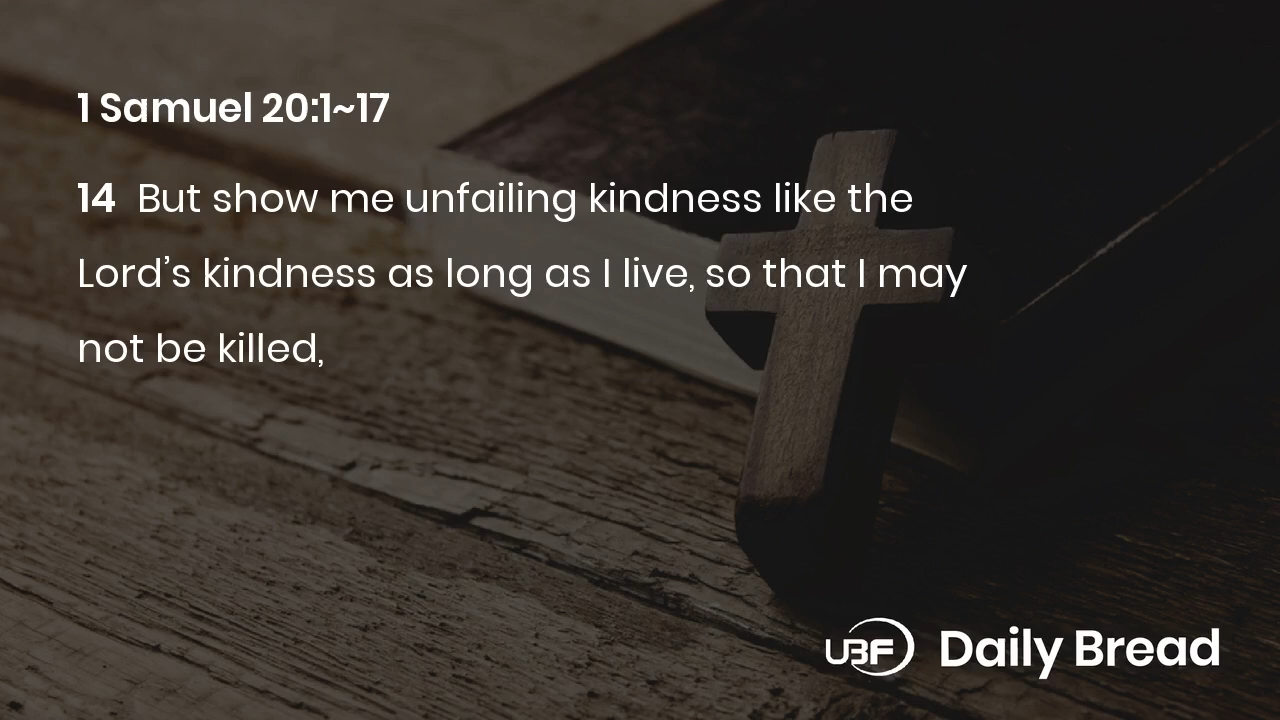 1 Samuel 20:1~17
14 But show me unfailing kindness like the
Lord’s kindness as long as I live, so that I may
not be killed,
UBF Daily Bread